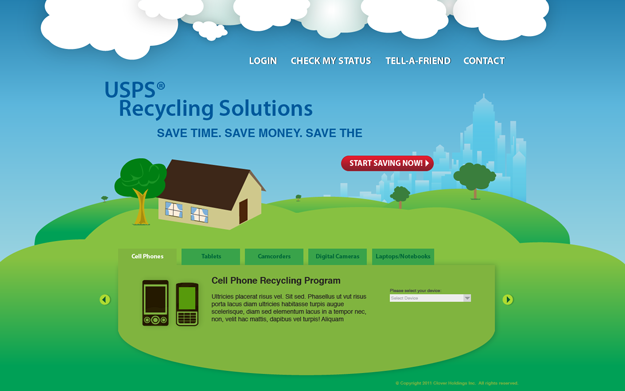 LOGIN CHECK MY STATUS TELL-A-FRIEND CONTACT
USPS®
Recycling Solutions
SAVE TIME. SAVE MONEY. SAVE THE
START SAVING NOW!
Cell Phones Tablets Camcorders Digital Cameras Laptops/Notebooks
Cell Phone Recycling Program
Ultricies placerat risus vel. Sit sed. Phasellus ut vut risus
porta lacus diam ultricies habitasse turpis augue
scelerisque, diam sed elementum lacus in a tempor nec,
non, velit hac mattis, dapibus vel turpis! Aliquam
Please select your device:
Select Device
© Copyright 2011 Clover Holdings Inc. All rights reserved.